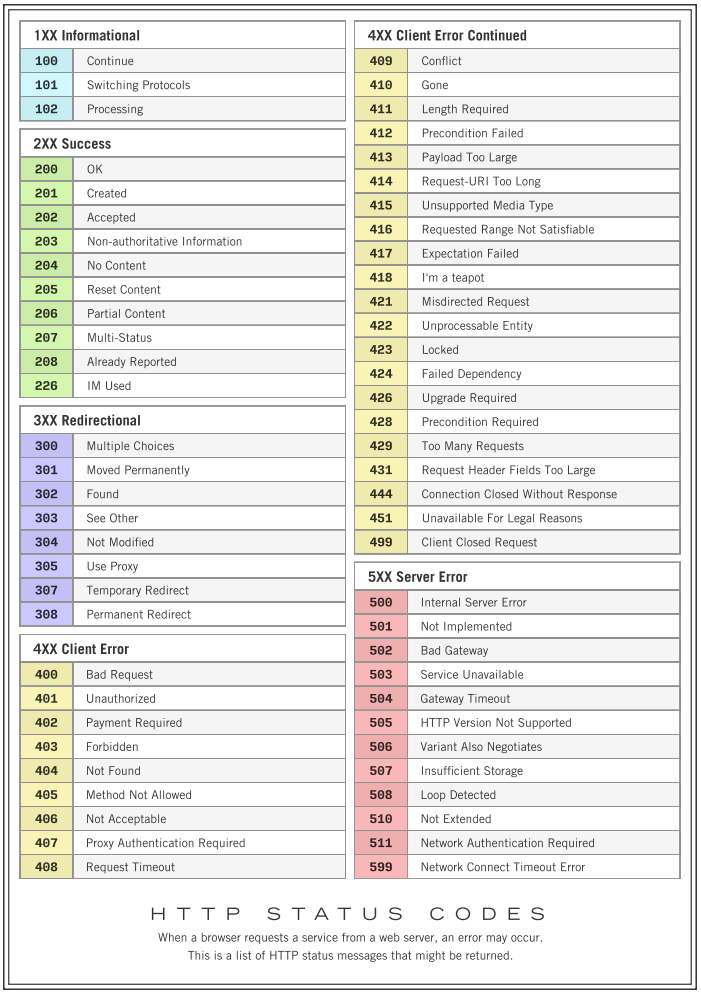 1XX Informational
100 Continue
101 Switching Protocols
102 Processing
2XX Success
200 OK
201 Created
202 Accepted
203 Non-authoritative Information
204 No Content
205 Reset Content
206 Partial Content
207 Multi-Status
208 Already Reported
226 IM Used
3XX Redirectional
300 Multiple Choices
301 Moved Permanently
302 Found
303 See Other
304 Not Modified
305 Use Proxy
307 Temporary Redirect
308 Permanent Redirect
4XX Client Error
400 Bad Request
401 Unauthorized
402 Payment Required
403 Forbidden
404 Not Found
405 Method Not Allowed
406 Not Acceptable
407 Proxy Authentication Required
408 Request Timeout
4XX Client Error Continued
409 Conflict
410 Gone
411 Length Required
412 Precondition Failed
413 Payload Too Large
414 Request-URI Too Long
415 Unsupported Media Type
416 Requested Range Not Satisfiable
417 Expectation Failed
418 I'm a teapot
421 Misdirected Request
422 Unprocessable Entity
423 Locked
424 Failed Dependency
426 Upgrade Required
428 Precondition Required
429 Too Many Requests
431 Request Header Fields Too Large
444 Connection Closed Without Response
451 Unavailable For Legal Reasons
499 Client Closed Request
5XX Server Error
500 Internal Server Error
501 Not Implemented
502 Bad Gateway
503 Service Unavailable
504 Gateway Timeout
505 HTTP Version Not Supported
506 Variant Also Negotiates
507 Insufficient Storage
508 Loop Detected
510 Not Extended
511 Network Authentication Required
599 Network Connect Timeout Error
HTTP STATUS CODES
When a browser requests a service from a web server, an error may occur.
This is a list of HTTP status messages that might be returned.